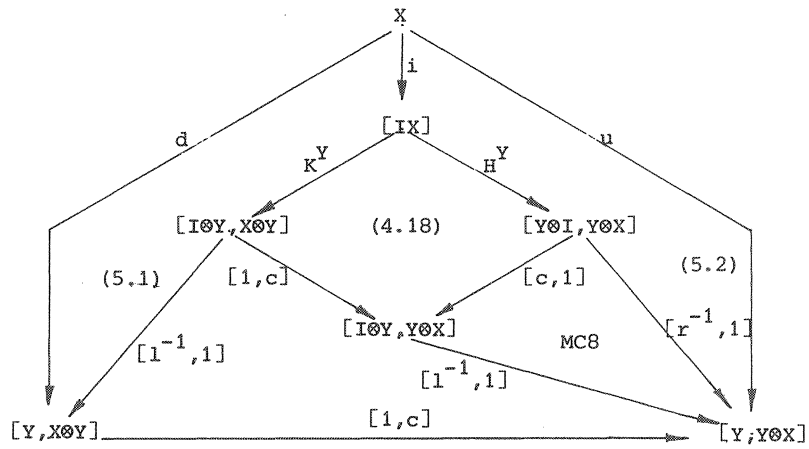 X
i
[IX]
d
u
K^Y
H^Y
[I⊗Y,X⊗Y]
(4.18)
[Y⊗I,Y⊗X]
(5.1)
[1,c]
[c,1]
(5.2)
[I⊗Y,Y⊗X]
[r^-1,1]
[l^-1,1]
MC8
[l^-1,1]
[1,c]
[Y,X⊗Y]
[Y,Y⊗X]